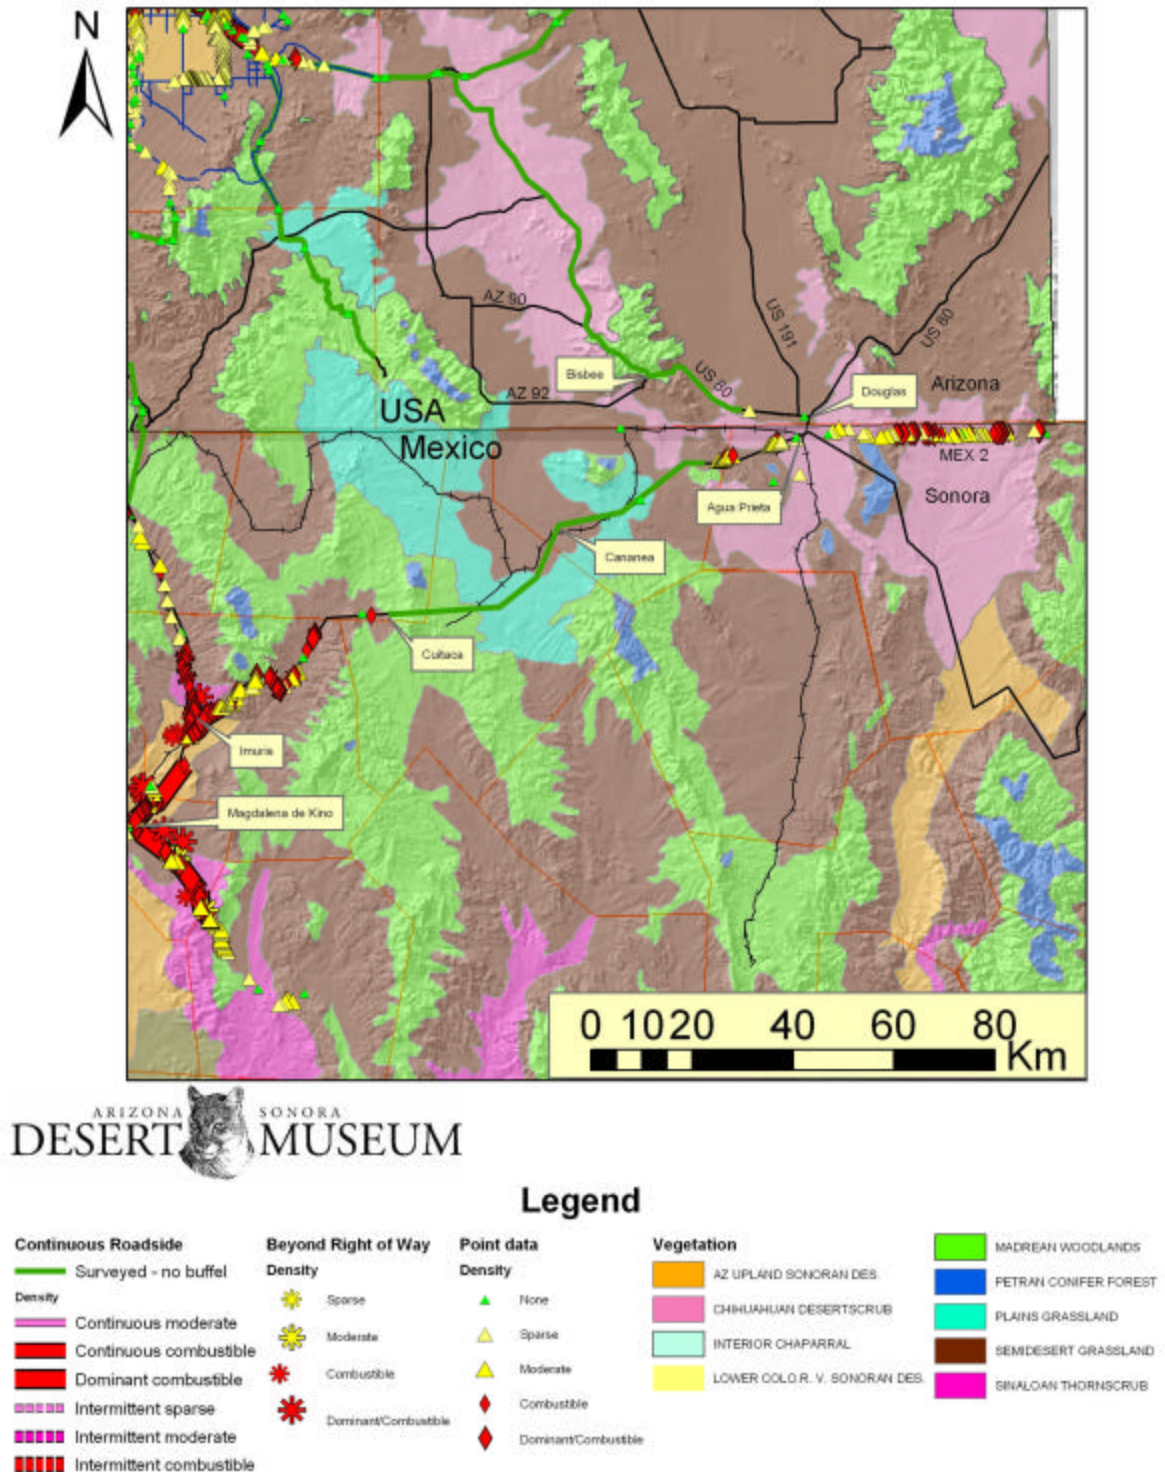 N
AZ 90
US 191
US 80
Bisbee
US 80
Douglas
AZ 92
Arizona
USA
Mexico
MEX 2
Agua Prieta
Sonora
Cananea
Cuitaca
Imuris
Magdalena de Kino
0 10 20 40 60 80
Km
ARIZONA SONORA
DESERT MUSEUM
Legend
Continuous Roadside
Surveyed - no buffel
Density
Continuous moderate
Continuous combustible
Dominant combustible
Intermittent sparse
Intermittent moderate
Intermittent combustible
Beyond Right of Way
Density
Sparse
Moderate
Combustible
Dominant/Combustible
Point data
Density
None
Sparse
Moderate
Combustible
Dominant/Combustible
Vegetation
AZ UPLAND SONORAN DES.
CHIHUAHUAN DESERTSCRUB
INTERIOR CHAPARRAL
LOWER COLO.R. V. SONORAN DES.
MADREAN WOODLANDS
PETRAN CONIFER FOREST
PLAINS GRASSLAND
SEMIDESERT GRASSLAND
SINALOAN THORNSCRUB